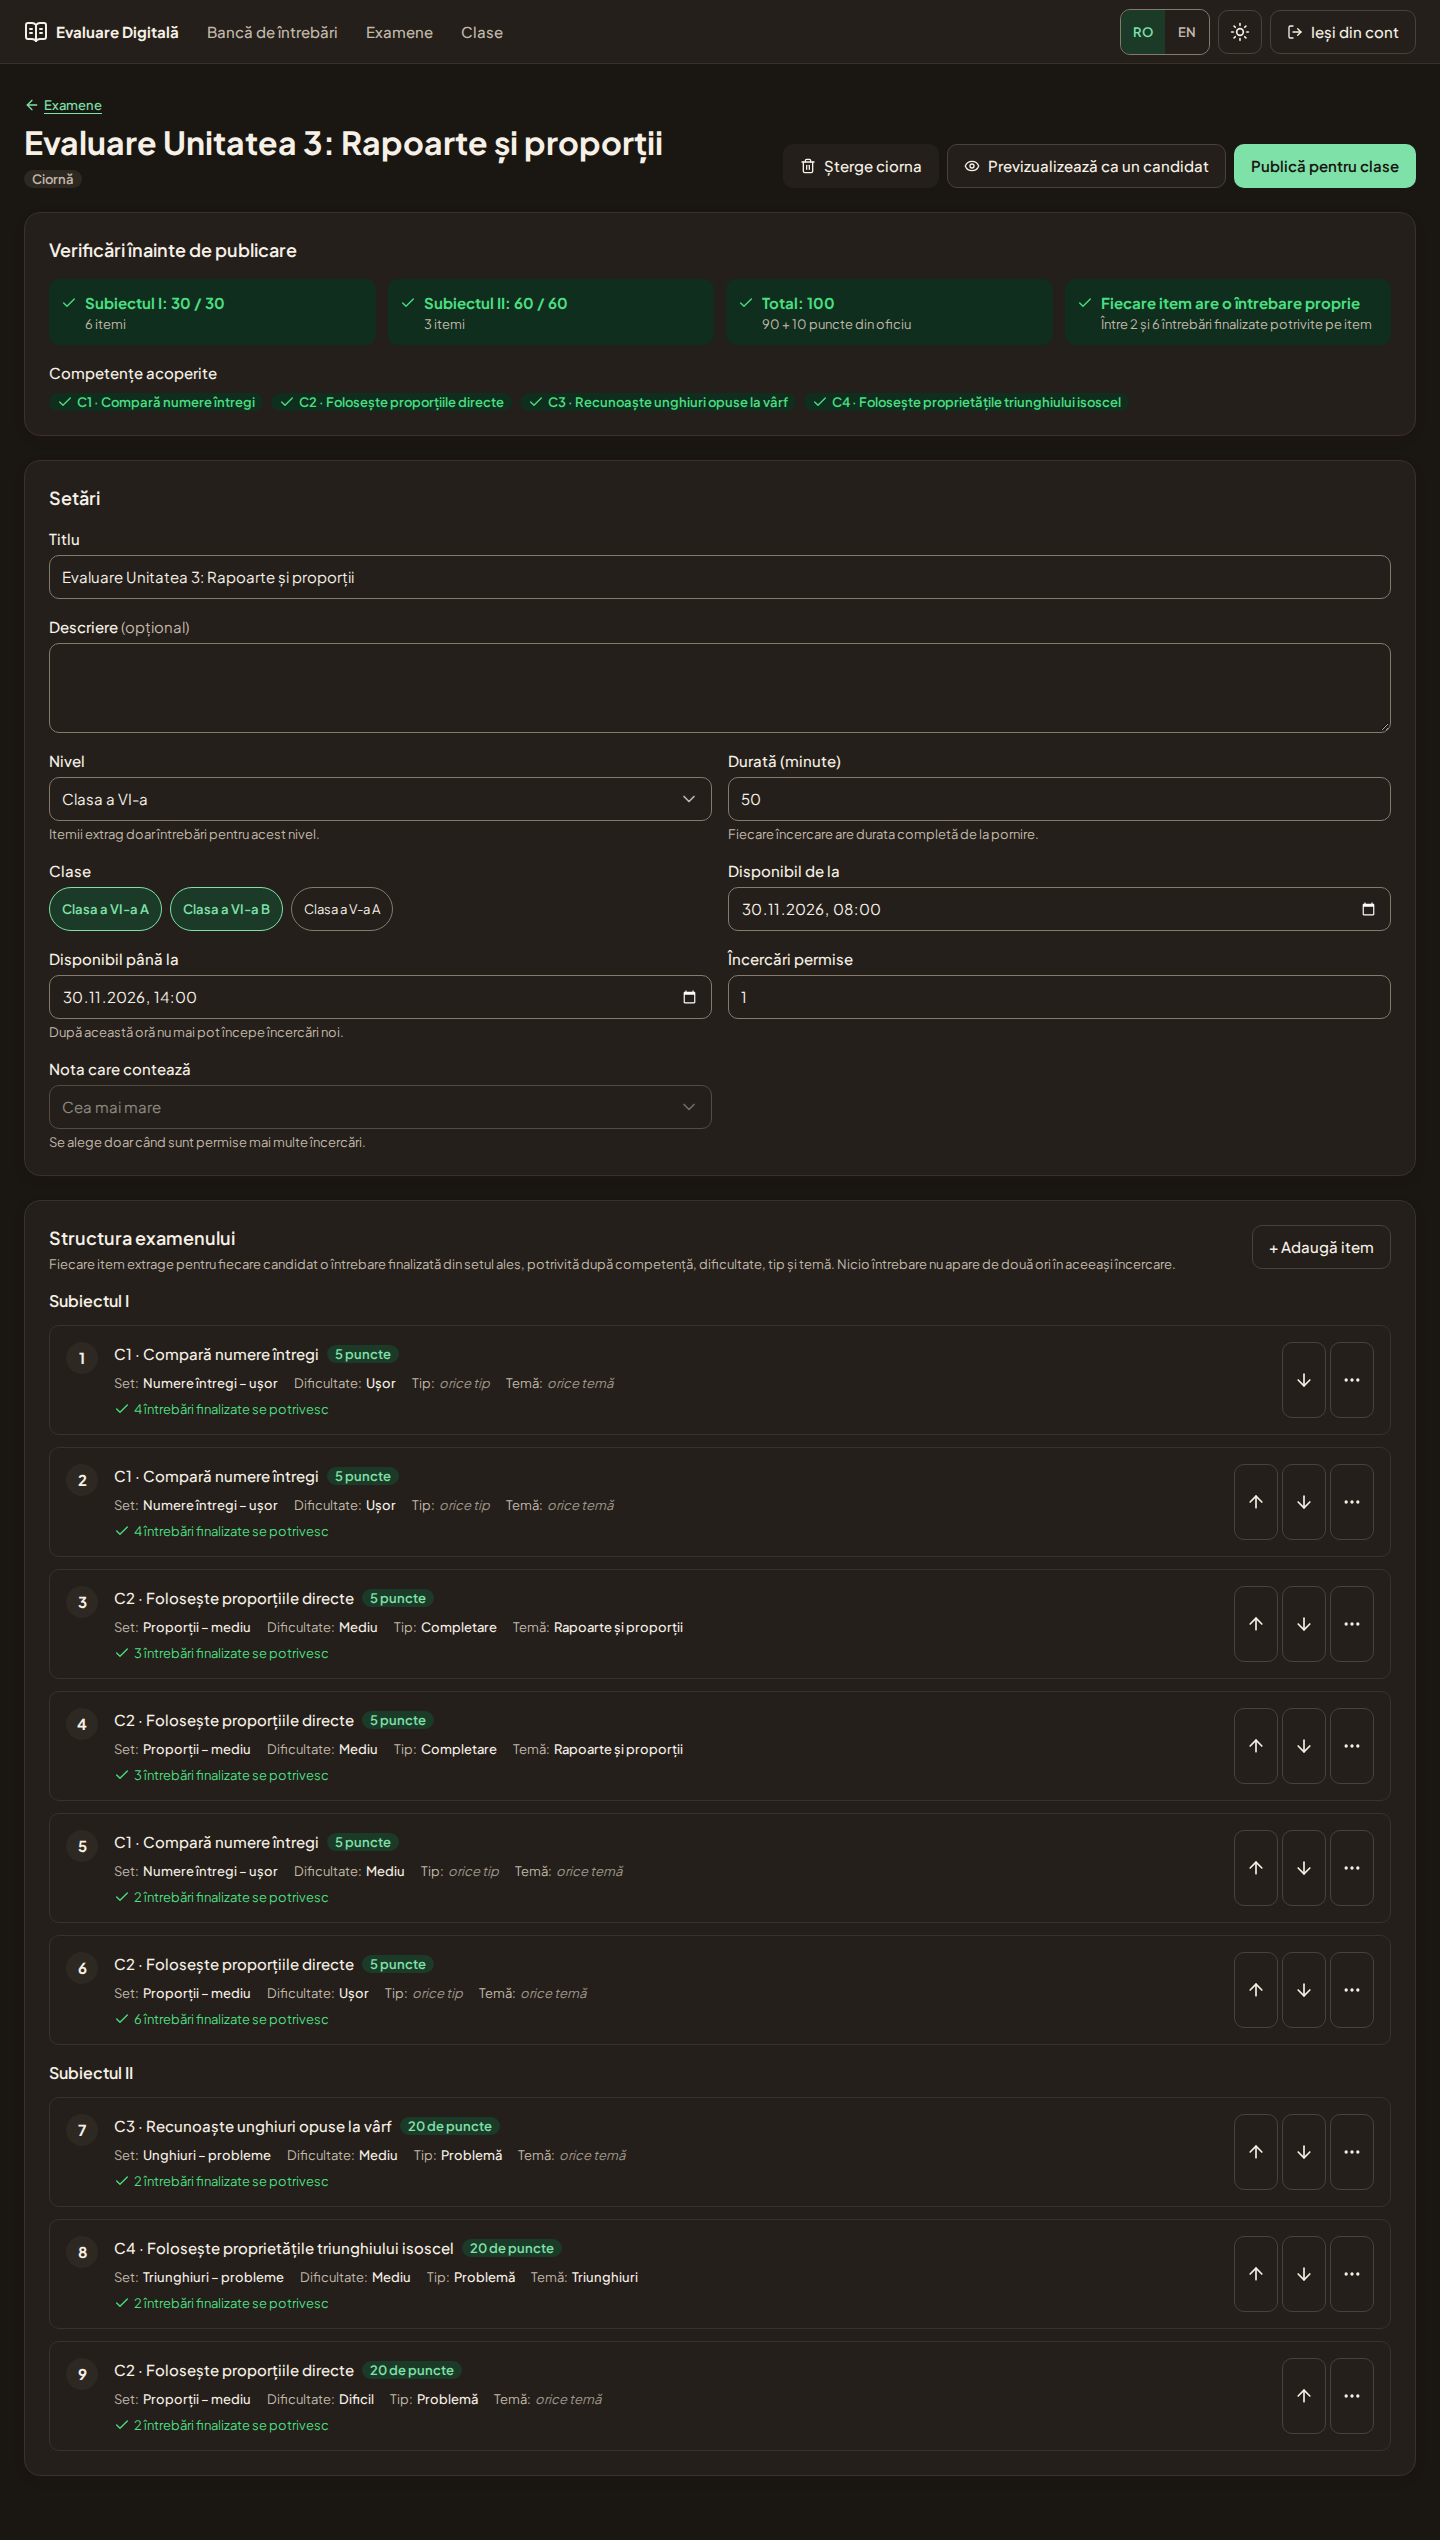 Evaluare Digitală
Bancă de întrebări
Examene
Clase
RO
EN
Ieși din cont
Examene
Evaluare Unitatea 3: Rapoarte și proporții
Ciornă
Șterge ciorna
Previzualizează ca un candidat
Publică pentru clase
Verificări înainte de publicare
Subiectul I: 30 / 30
6 itemi
Subiectul II: 60 / 60
3 itemi
Total: 100
90 + 10 puncte din oficiu
Fiecare item are o întrebare proprie
Între 2 și 6 întrebări finalizate potrivite pe item
Competențe acoperite
C1 · Compară numere întregi
C2 · Folosește proporțiile directe
C3 · Recunoaște unghiuri opuse la vârf
C4 · Folosește proprietățile triunghiului isoscel
Setări
Titlu
Evaluare Unitatea 3: Rapoarte și proporții
Descriere (opțional)
Nivel
Clasa a VI-a
Itemii extrag doar întrebări pentru acest nivel.
Durată (minute)
50
Fiecare încercare are durata completă de la pornire.
Clase
Clasa a VI-a A
Clasa a VI-a B
Clasa a V-a A
Disponibil de la
30.11.2026, 08:00
Disponibil până la
30.11.2026, 14:00
După această oră nu mai pot începe încercări noi.
Încercări permise
1
Nota care contează
Cea mai mare
Se alege doar când sunt permise mai multe încercări.
Structura examenului
Fiecare item extrage pentru fiecare candidat o întrebare finalizată din setul ales, potrivită după competență, dificultate, tip și temă. Nicio întrebare nu apare de două ori în aceeași încercare.
+ Adaugă item
Subiectul I
1
C1 · Compară numere întregi 5 puncte
Set: Numere întregi – ușor Dificultate: Ușor Tip: orice tip Temă: orice temă
4 întrebări finalizate se potrivesc
2
C1 · Compară numere întregi 5 puncte
Set: Numere întregi – ușor Dificultate: Ușor Tip: orice tip Temă: orice temă
4 întrebări finalizate se potrivesc
3
C2 · Folosește proporțiile directe 5 puncte
Set: Proporții – mediu Dificultate: Mediu Tip: Completare Temă: Rapoarte și proporții
3 întrebări finalizate se potrivesc
4
C2 · Folosește proporțiile directe 5 puncte
Set: Proporții – mediu Dificultate: Mediu Tip: Completare Temă: Rapoarte și proporții
3 întrebări finalizate se potrivesc
5
C1 · Compară numere întregi 5 puncte
Set: Numere întregi – ușor Dificultate: Mediu Tip: orice tip Temă: orice temă
2 întrebări finalizate se potrivesc
6
C2 · Folosește proporțiile directe 5 puncte
Set: Proporții – mediu Dificultate: Ușor Tip: orice tip Temă: orice temă
6 întrebări finalizate se potrivesc
Subiectul II
7
C3 · Recunoaște unghiuri opuse la vârf 20 de puncte
Set: Unghiuri – probleme Dificultate: Mediu Tip: Problemă Temă: orice temă
2 întrebări finalizate se potrivesc
8
C4 · Folosește proprietățile triunghiului isoscel 20 de puncte
Set: Triunghiuri – probleme Dificultate: Mediu Tip: Problemă Temă: Triunghiuri
2 întrebări finalizate se potrivesc
9
C2 · Folosește proporțiile directe 20 de puncte
Set: Proporții – mediu Dificultate: Dificil Tip: Problemă Temă: orice temă
2 întrebări finalizate se potrivesc